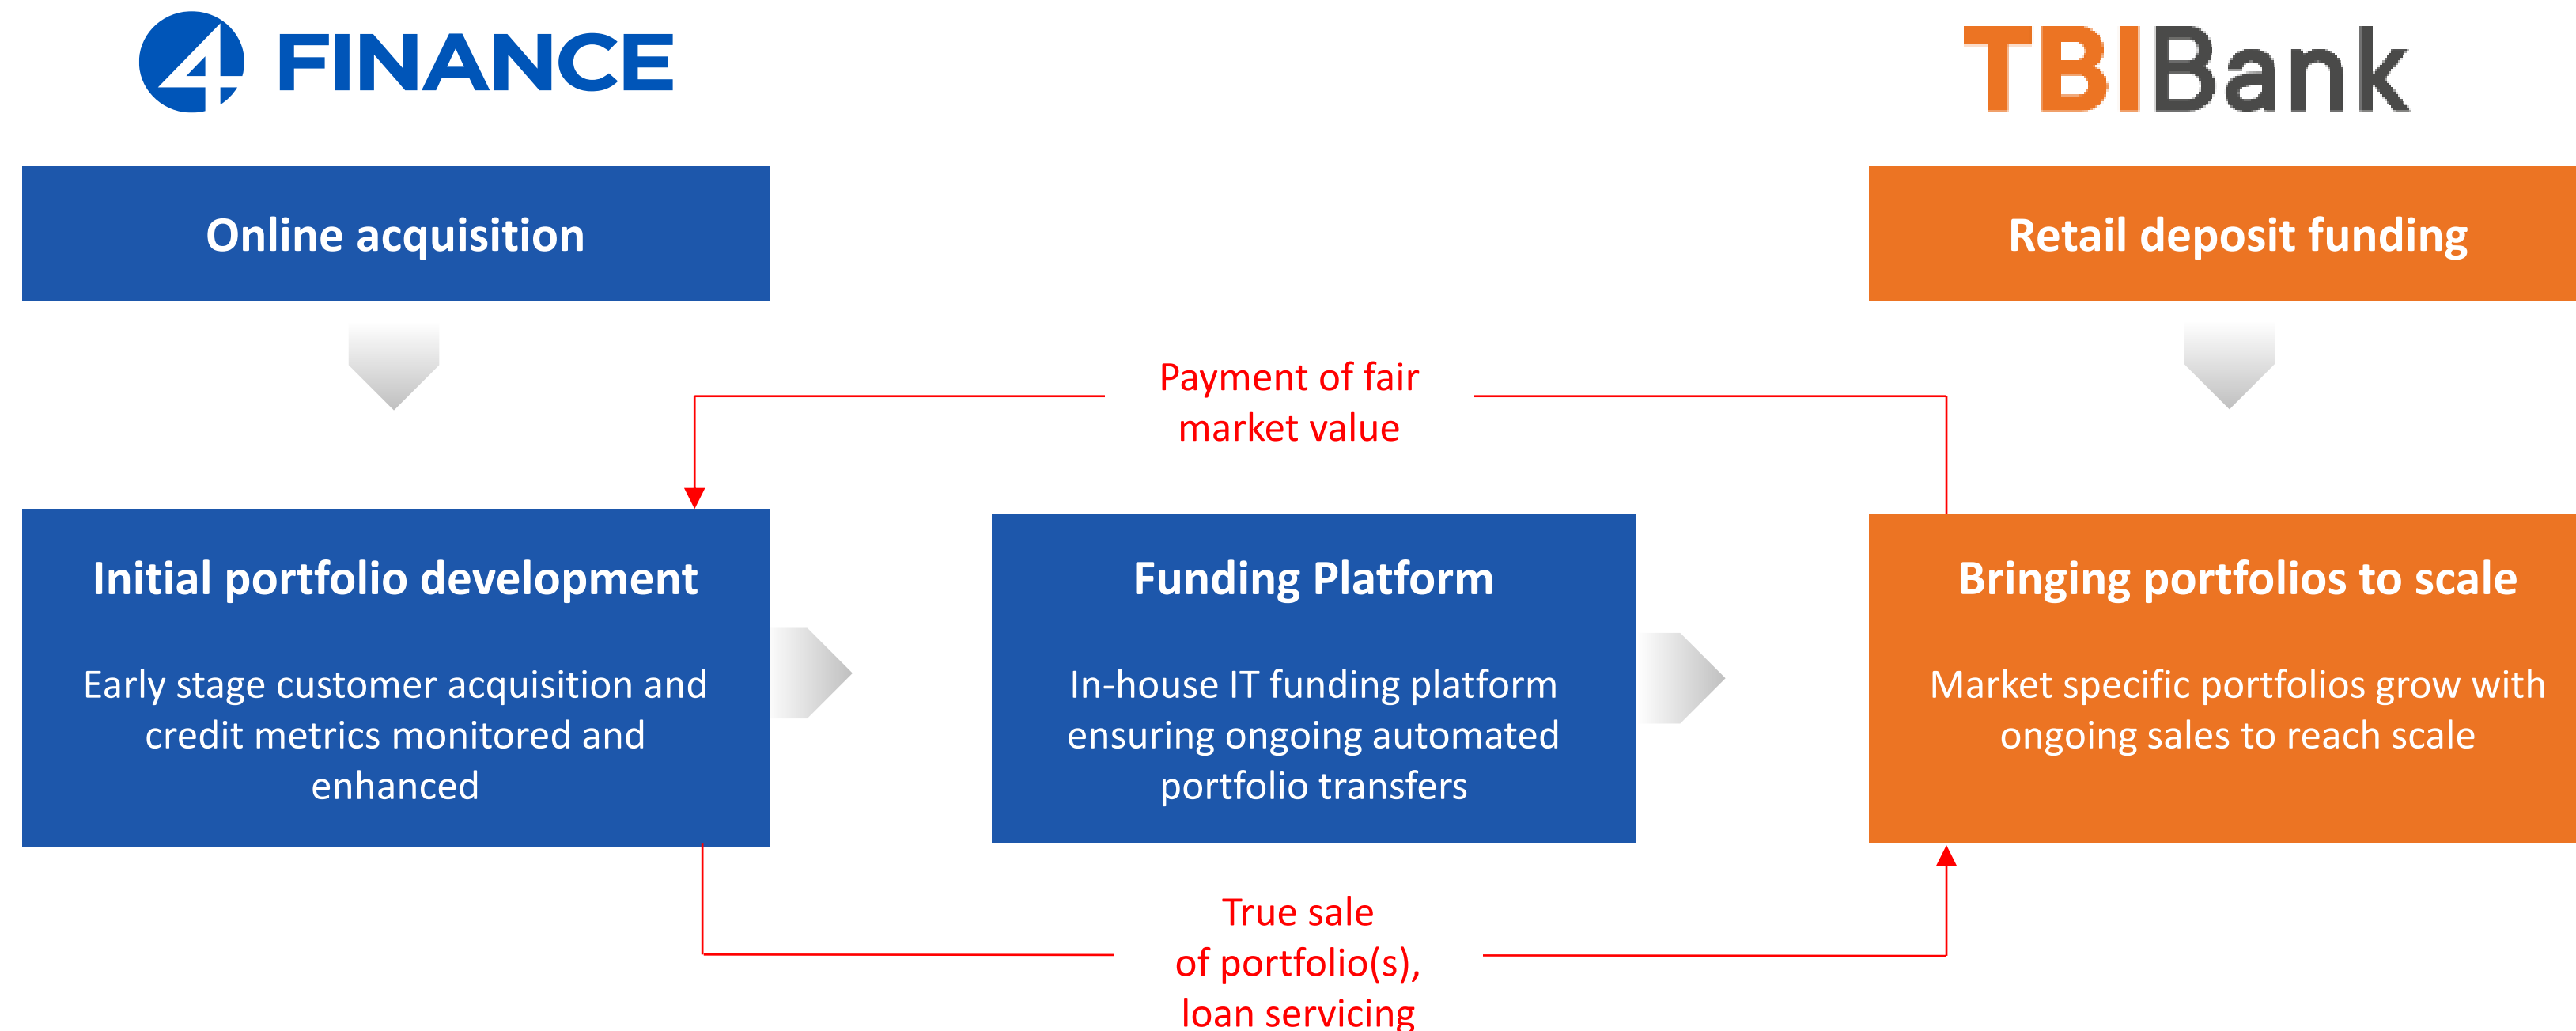 4 FINANCE
TBIBank
Online acquisition
Retail deposit funding
Payment of fair
market value
Initial portfolio development
Early stage customer acquisition and
credit metrics monitored and
enhanced
Funding Platform
In-house IT funding platform
ensuring ongoing automated
portfolio transfers
Bringing portfolios to scale
Market specific portfolios grow with
ongoing sales to reach scale
True sale
of portfolio(s),
loan servicing